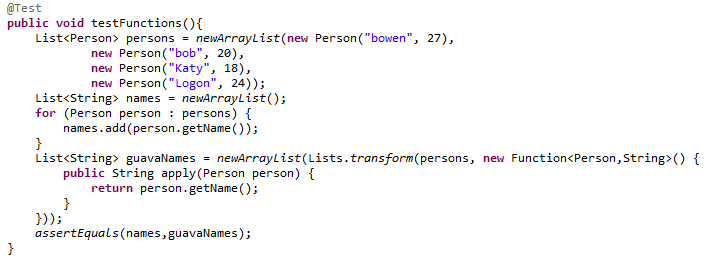 @Test
public void testFunctions(){
    List<Person> persons = newArrayList(new Person("bowen", 27),
            new Person("bob", 20),
            new Person("Katy", 18),
            new Person("Logon", 24));
    List<String> names = newArrayList();
    for (Person person : persons) {
        names.add(person.getName());
    }
    List<String> guavaNames = newArrayList(Lists.transform(persons, new Function<Person,String>() {
        public String apply(Person person) {
            return person.getName();
        }
    }));
    assertEquals(names,guavaNames);
}